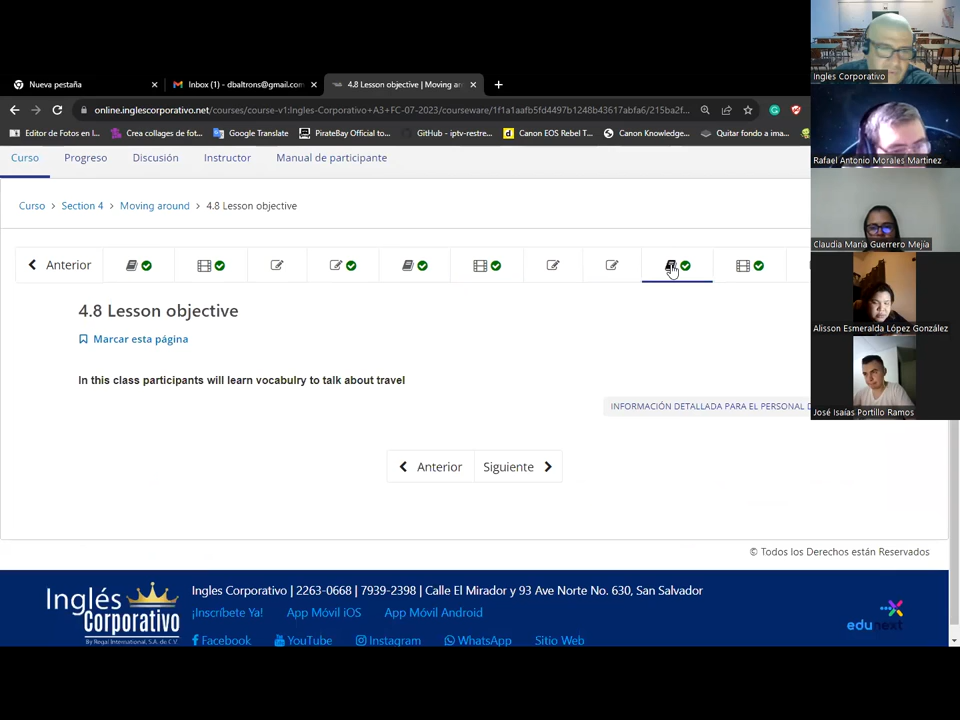 Nueva pestaña
Inbox (1) - dbaltrons@gmail.com
4.8 Lesson objective | Moving ar
online.inglescorporativo.net/courses/course-v1:Ingles-Corporativo+A3+FC-07-2023/courseware/1f1a1aafb5fd4497b1248b43617abfa6/215ba2f...
Editor de Fotos en l...
Crea collages de fot...
Google Translate
PirateBay Official to...
GitHub - iptv-restre...
Canon EOS Rebel T...
Canon Knowledge...
Quitar fondo a ima...
Curso
Progreso
Discusión
Instructor
Manual de participante
Curso > Section 4 > Moving around > 4.8 Lesson objective
Anterior
4.8 Lesson objective
Marcar esta página
In this class participants will learn vocabulry to talk about travel
INFORMACIÓN DETALLADA PARA EL PERSONAL D
Anterior
Siguiente
© Todos los Derechos están Reservados
Inglés Corporativo
By Regal International, S.A. de C.V.
Ingles Corporativo | 2263-0668 | 7939-2398 | Calle El Mirador y 93 Ave Norte No. 630, San Salvador
¡Inscríbete Ya!
App Móvil iOS
App Móvil Android
Facebook
YouTube
Instagram
WhatsApp
Sitio Web
edunext
Ingles Corporativo
Rafael Antonio Morales Martinez
Claudia María Guerrero Mejía
Alisson Esmeralda López González
José Isaías Portillo Ramos